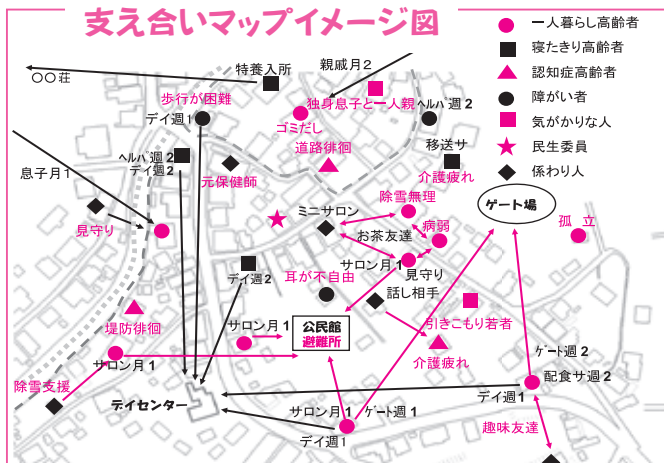 支え合いマップイメージ図
一人暮らし高齢者
寝たきり高齢者
認知症高齢者
障がい者
気がかりな人
民生委員
係わり人
○○荘
特養入所
親戚月2
歩行が困難
デイ週1
独身息子と一人親
ゴミだし
ヘルパ週2
道路徘徊
移送サ
介護疲れ
ヘルパ週2
デイ週2
息子月1
元保健師
見守り
ミニサロン
除雪無理
お茶友達
病弱
ゲート場
孤立
サロン月1
見守り
デイ週2
耳が不自由
話し相手
堤防徘徊
サロン月1
公民館
避難所
引きこもり若者
介護疲れ
サロン月1
除雪支援
デイセンター
ゲート週2
配食サ週2
デイ週1
サロン月1
ゲート週1
デイ週1
趣味友達